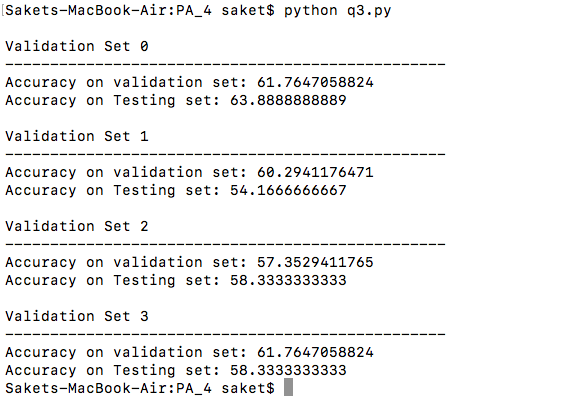 Sakets-MacBook-Air:PA_4 saket$ python q3.py
Validation Set 0
-------------------------------------------------
Accuracy on validation set: 61.7647058824
Accuracy on Testing set: 63.8888888889
Validation Set 1
-------------------------------------------------
Accuracy on validation set: 60.2941176471
Accuracy on Testing set: 54.1666666667
Validation Set 2
-------------------------------------------------
Accuracy on validation set: 57.3529411765
Accuracy on Testing set: 58.3333333333
Validation Set 3
-------------------------------------------------
Accuracy on validation set: 61.7647058824
Accuracy on Testing set: 58.3333333333
Sakets-MacBook-Air:PA_4 saket$